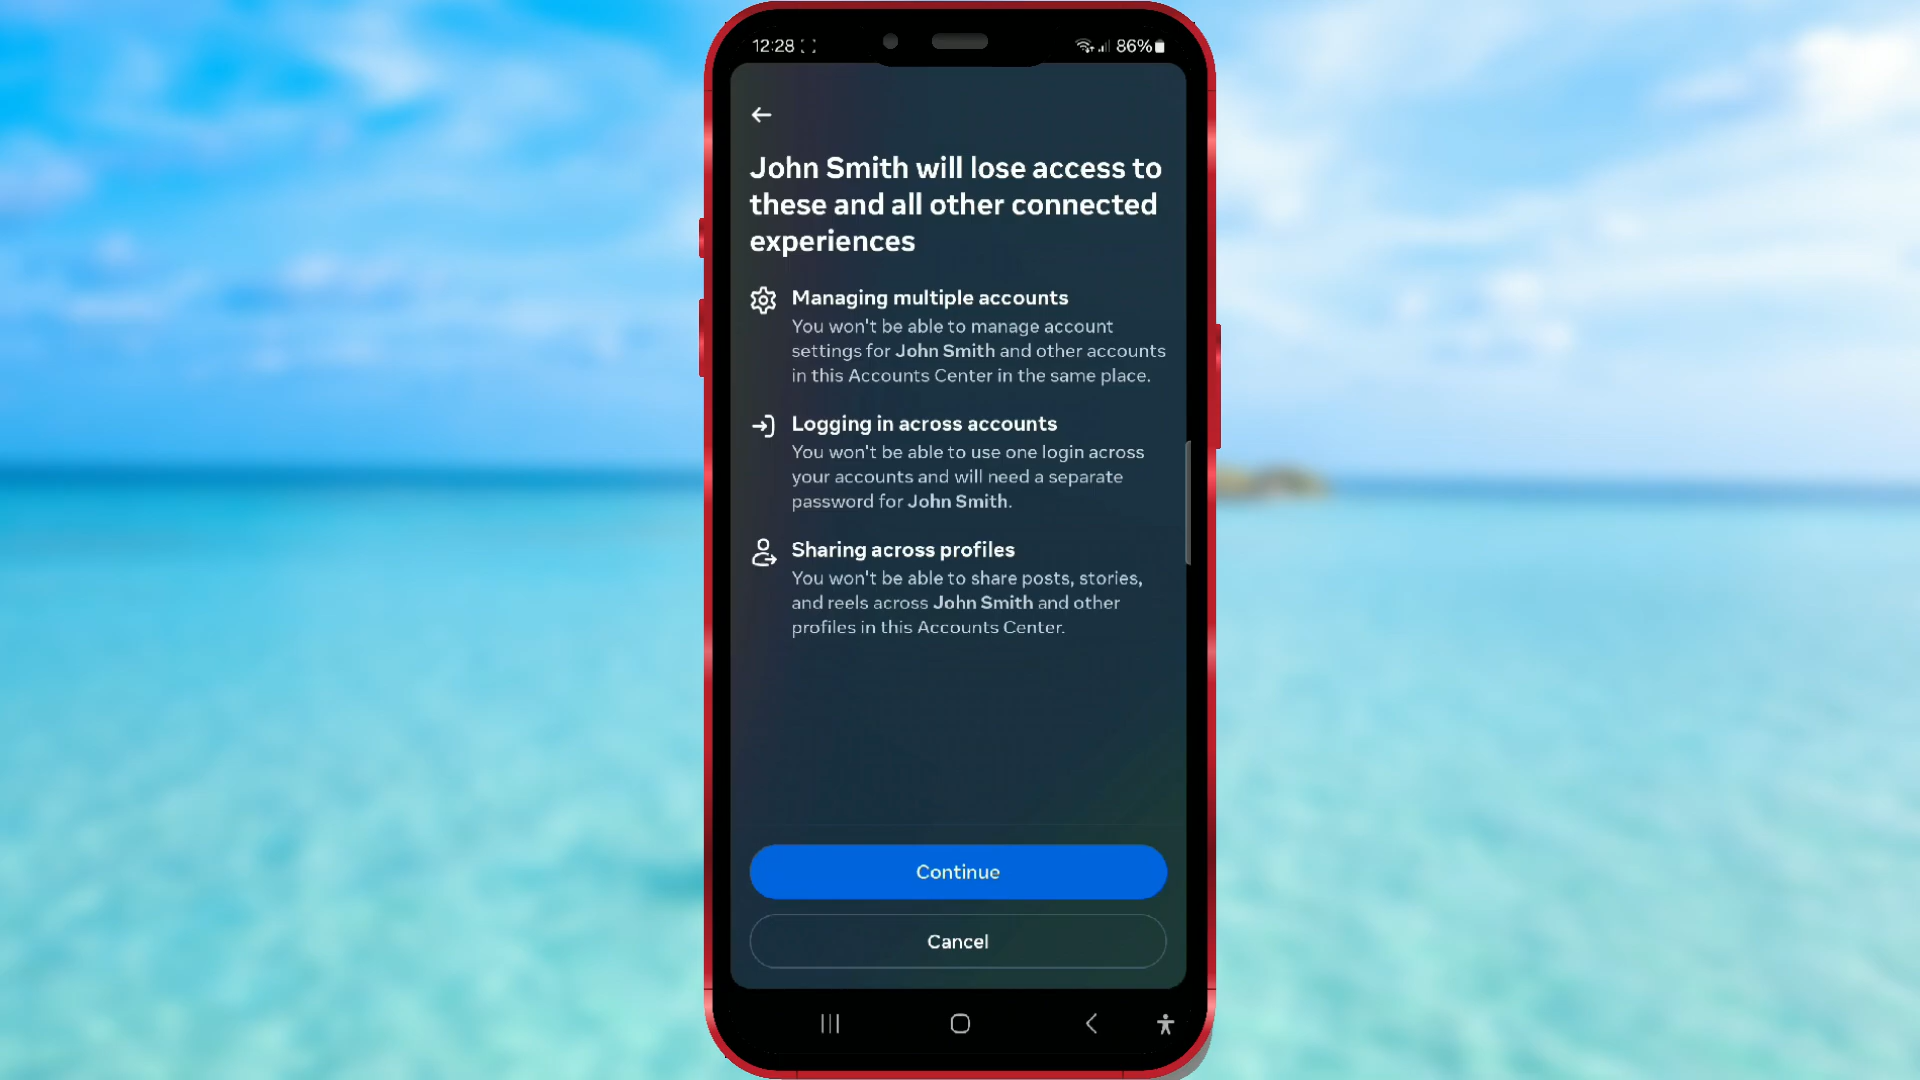 12:28
86%
John Smith will lose access to
these and all other connected
experiences
Managing multiple accounts
You won't be able to manage account
settings for John Smith and other accounts
in this Accounts Center in the same place.
Logging in across accounts
You won't be able to use one login across
your accounts and will need a separate
password for John Smith.
Sharing across profiles
You won't be able to share posts, stories,
and reels across John Smith and other
profiles in this Accounts Center.
Continue
Cancel